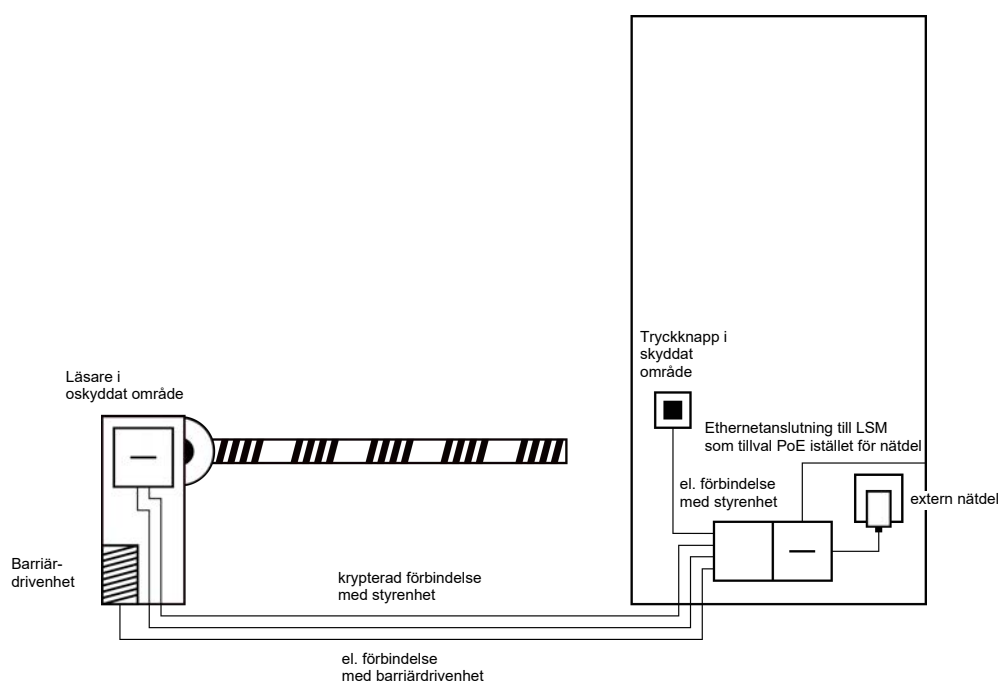 Tryckknapp i
skyddat
område
Läsare i
oskyddat område
Ethernetanslutning till LSM
som tillval PoE istället för nätdel
el. förbindelse
med styrenhet
extern nätdel
Barriär-
drivenhet
krypterad förbindelse
med styrenhet
el. förbindelse
med barriärdrivenhet